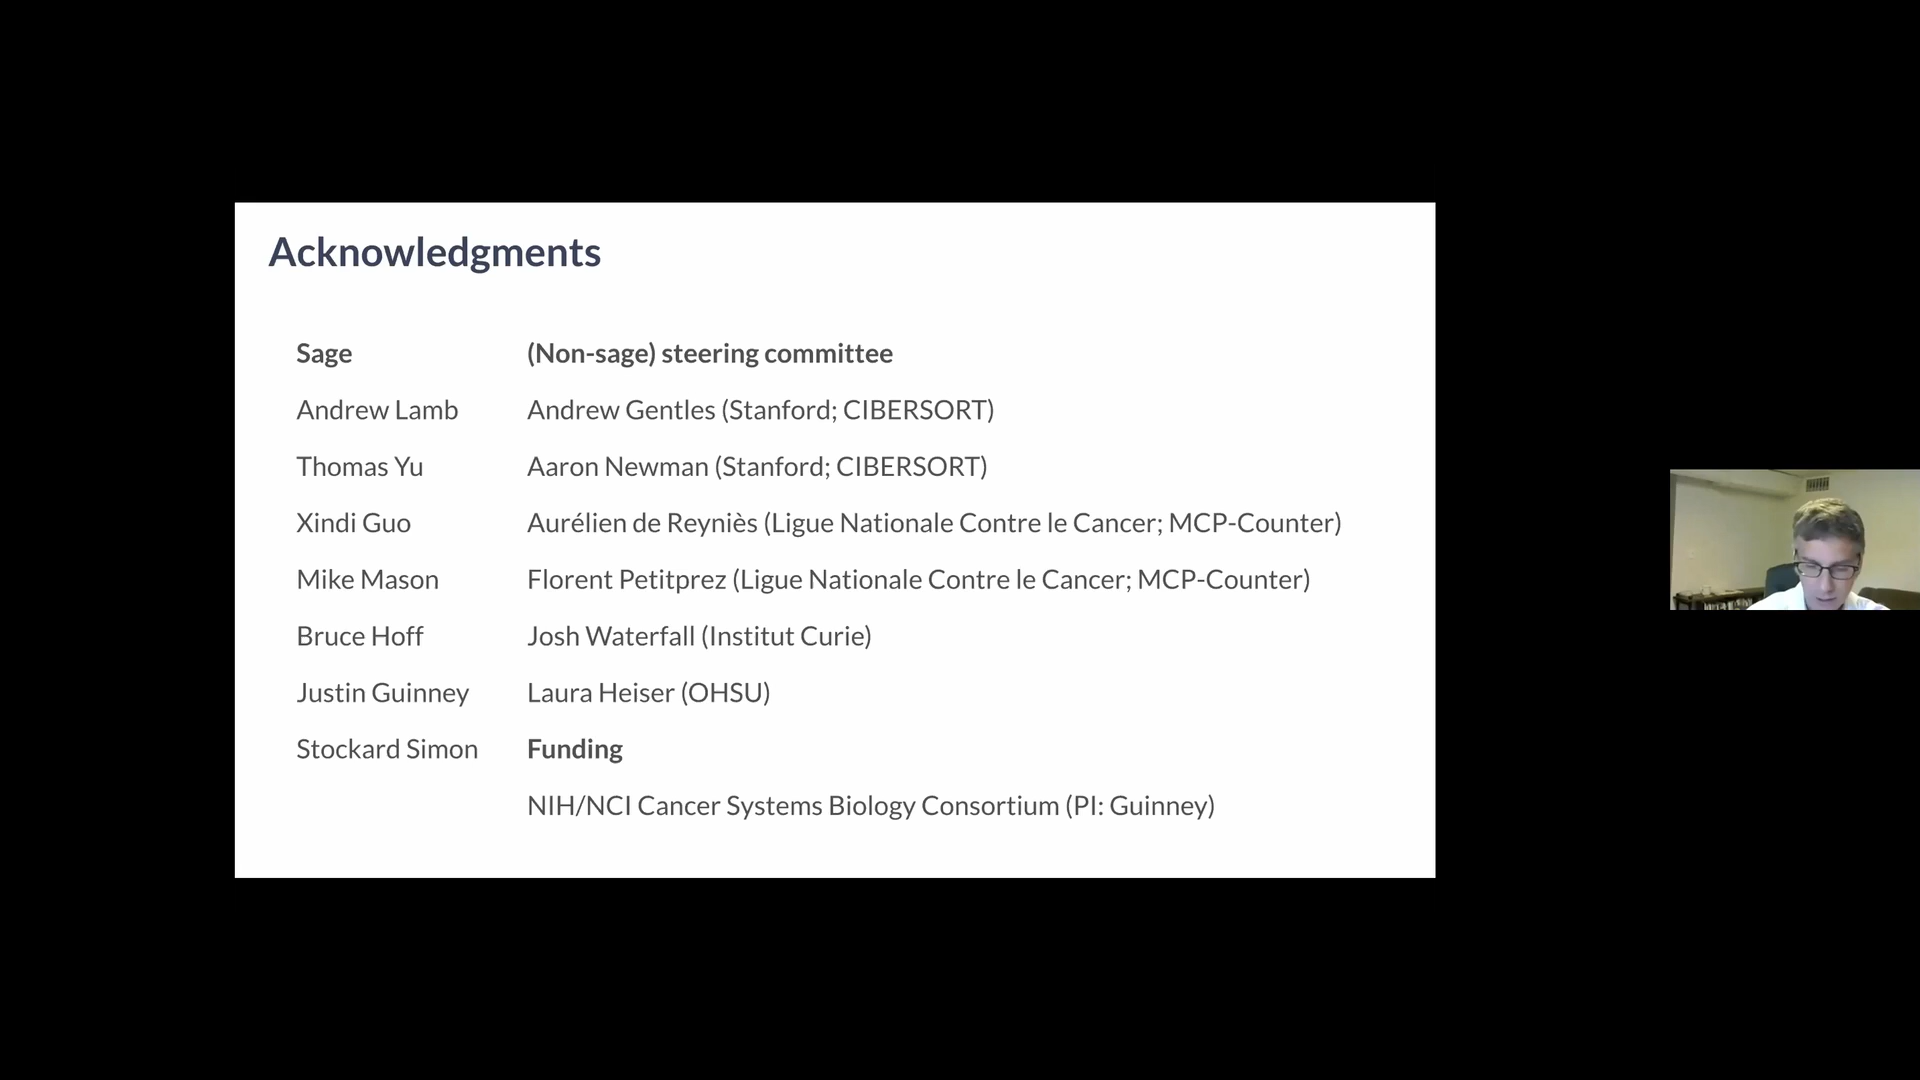 Acknowledgments
Sage
Andrew Lamb
Thomas Yu
Xindi Guo
Mike Mason
Bruce Hoff
Justin Guinney
Stockard Simon
(Non-sage) steering committee
Andrew Gentles (Stanford; CIBERSORT)
Aaron Newman (Stanford; CIBERSORT)
Aurélien de Reyniès (Ligue Nationale Contre le Cancer; MCP-Counter)
Florent Petitprez (Ligue Nationale Contre le Cancer; MCP-Counter)
Josh Waterfall (Institut Curie)
Laura Heiser (OHSU)
Funding
NIH/NCI Cancer Systems Biology Consortium (PI: Guinney)